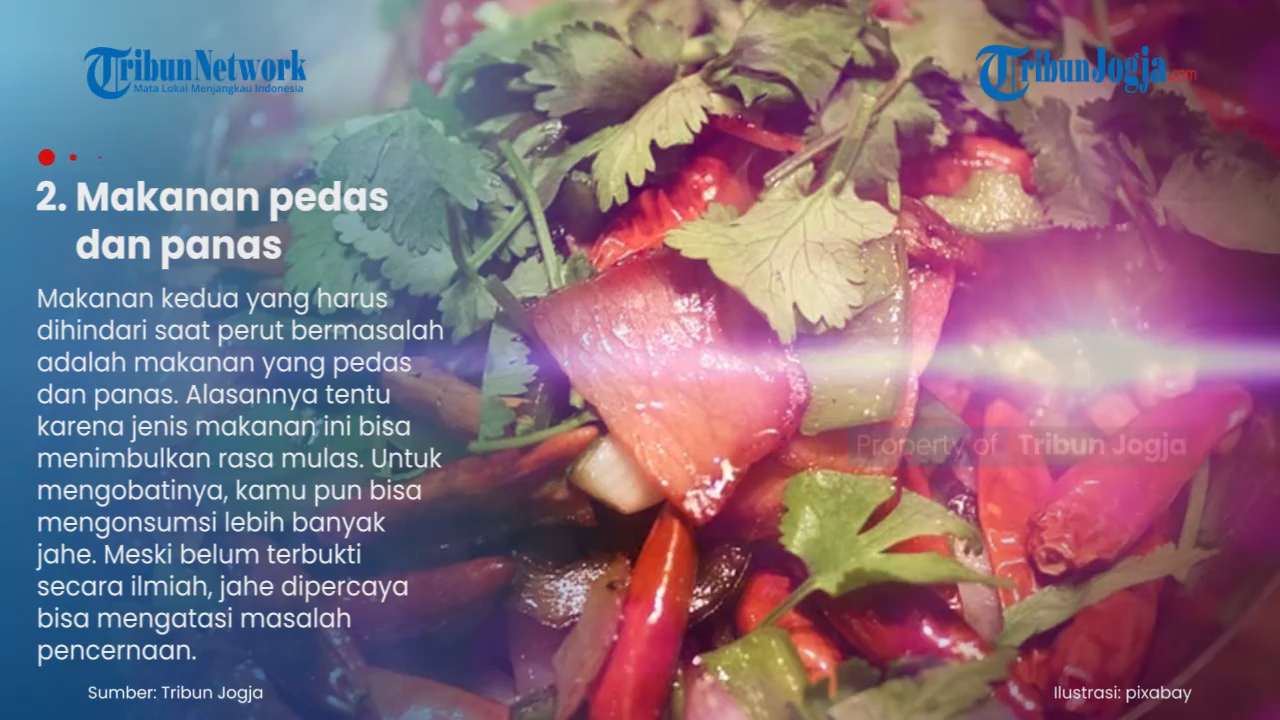 TribunNetwork
Mata Lokal Menjangkau Indonesia
TribunJogja.com
2. Makanan pedas
dan panas
Makanan kedua yang harus
dihindari saat perut bermasalah
adalah makanan yang pedas
dan panas. Alasannya tentu
karena jenis makanan ini bisa
menimbulkan rasa mulas. Untuk
mengobatinya, kamu pun bisa
mengonsumsi lebih banyak
jahe. Meski belum terbukti
secara ilmiah, jahe dipercaya
bisa mengatasi masalah
pencernaan.
Property of Tribun Jogja
Sumber: Tribun Jogja
Ilustrasi: pixabay